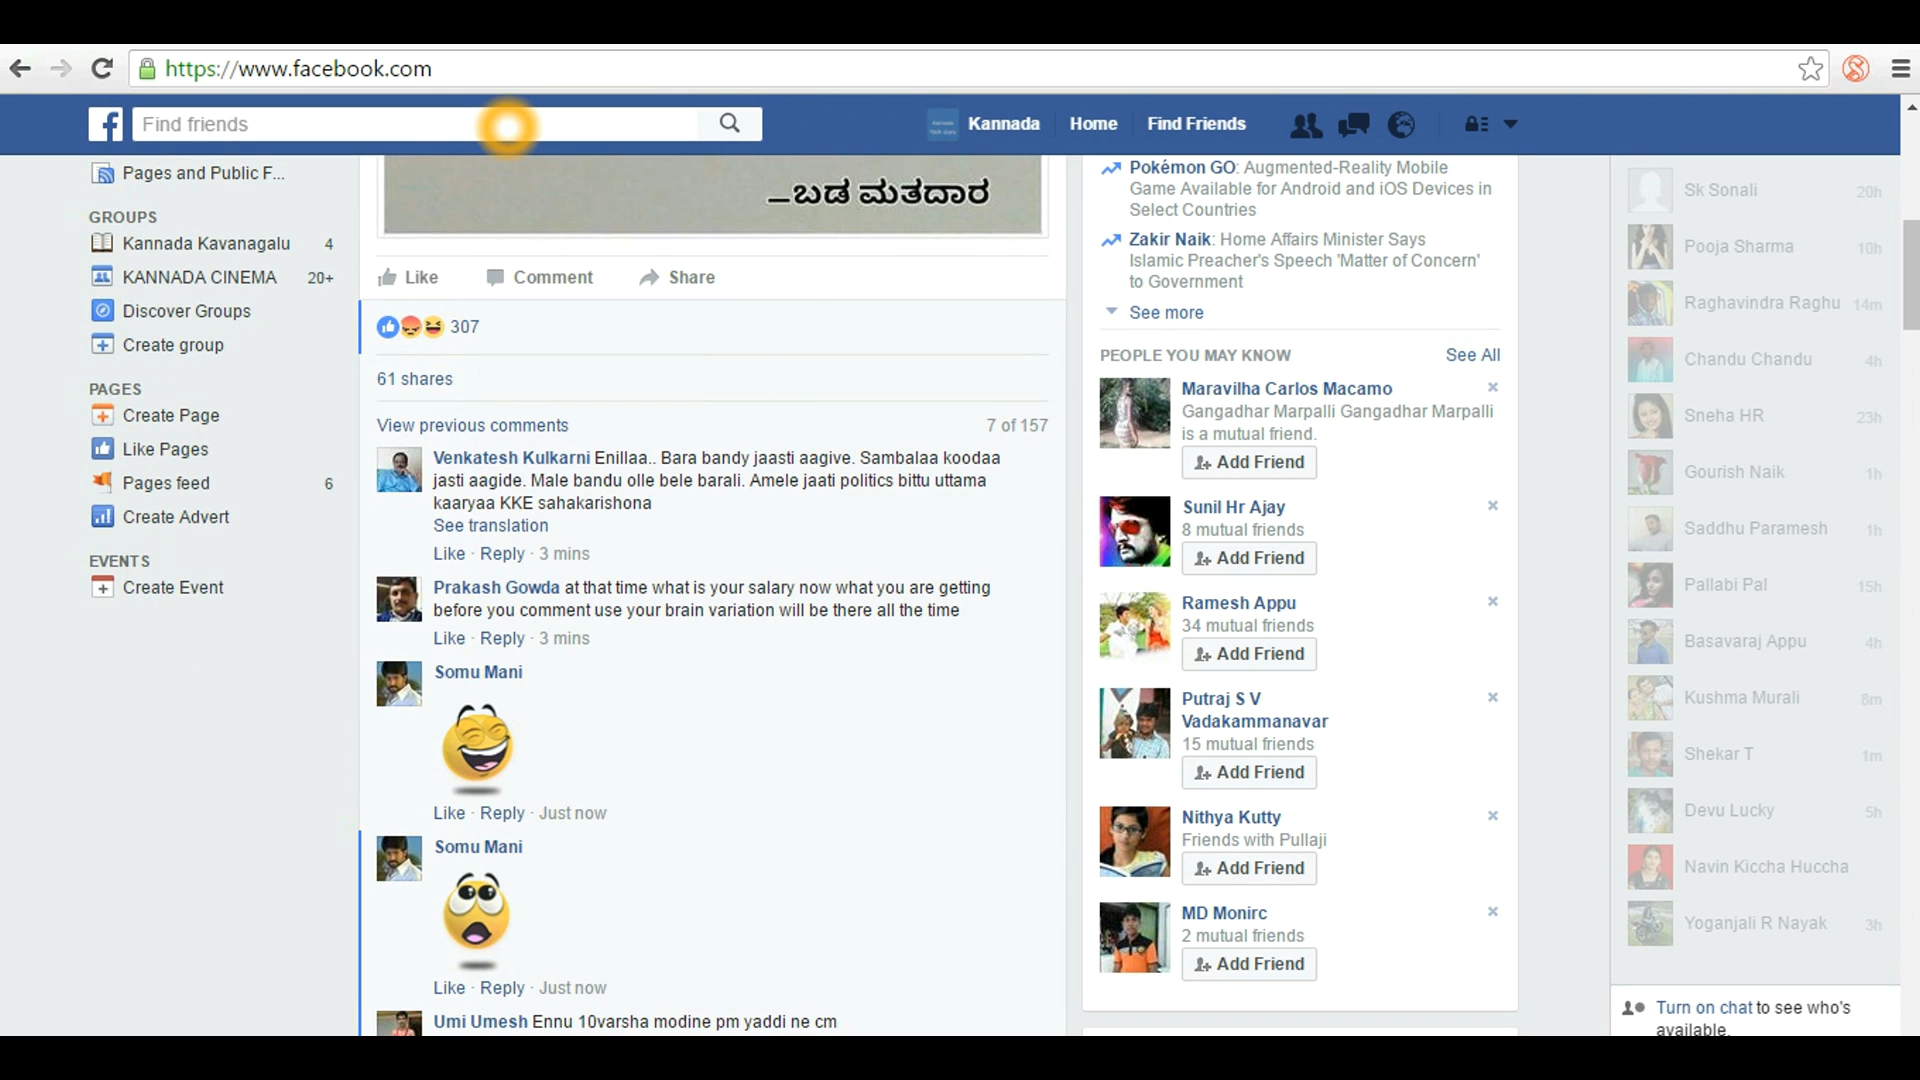 https://www.facebook.com
Find friends
Kannada
Home
Find Friends
Pages and Public F...
GROUPS
Kannada Kavanagalu 4
KANNADA CINEMA 20+
Discover Groups
Create group
PAGES
Create Page
Like Pages
Pages feed 6
Create Advert
EVENTS
Create Event
–ಬಡ ಮತದಾರ
Like Comment Share
307
61 shares
View previous comments 7 of 157
Venkatesh Kulkarni Enillaa.. Bara bandy jaasti aagive. Sambalaa koodaa
jasti aagide. Male bandu olle bele barali. Amele jaati politics bittu uttama
kaaryaa KKE sahakarishona
See translation
Like · Reply · 3 mins
Prakash Gowda at that time what is your salary now what you are getting
before you comment use your brain variation will be there all the time
Like · Reply · 3 mins
Somu Mani
Like · Reply · Just now
Somu Mani
Like · Reply · Just now
Umi Umesh Ennu 10varsha modine pm yaddi ne cm
Pokémon GO: Augmented-Reality Mobile
Game Available for Android and iOS Devices in
Select Countries
Zakir Naik: Home Affairs Minister Says
Islamic Preacher's Speech 'Matter of Concern'
to Government
See more
PEOPLE YOU MAY KNOW See All
Maravilha Carlos Macamo
Gangadhar Marpalli Gangadhar Marpalli
is a mutual friend.
Add Friend
Sunil Hr Ajay
8 mutual friends
Add Friend
Ramesh Appu
34 mutual friends
Add Friend
Putraj S V
Vadakammanavar
15 mutual friends
Add Friend
Nithya Kutty
Friends with Pullaji
Add Friend
MD Monirc
2 mutual friends
Add Friend
Sk Sonali 20h
Pooja Sharma 10h
Raghavindra Raghu 14m
Chandu Chandu 4h
Sneha HR 23h
Gourish Naik 1h
Saddhu Paramesh 1h
Pallabi Pal 15h
Basavaraj Appu 4h
Kushma Murali 8m
Shekar T 1m
Devu Lucky 5h
Navin Kiccha Huccha
Yoganjali R Nayak 3h
Turn on chat to see who's
available.